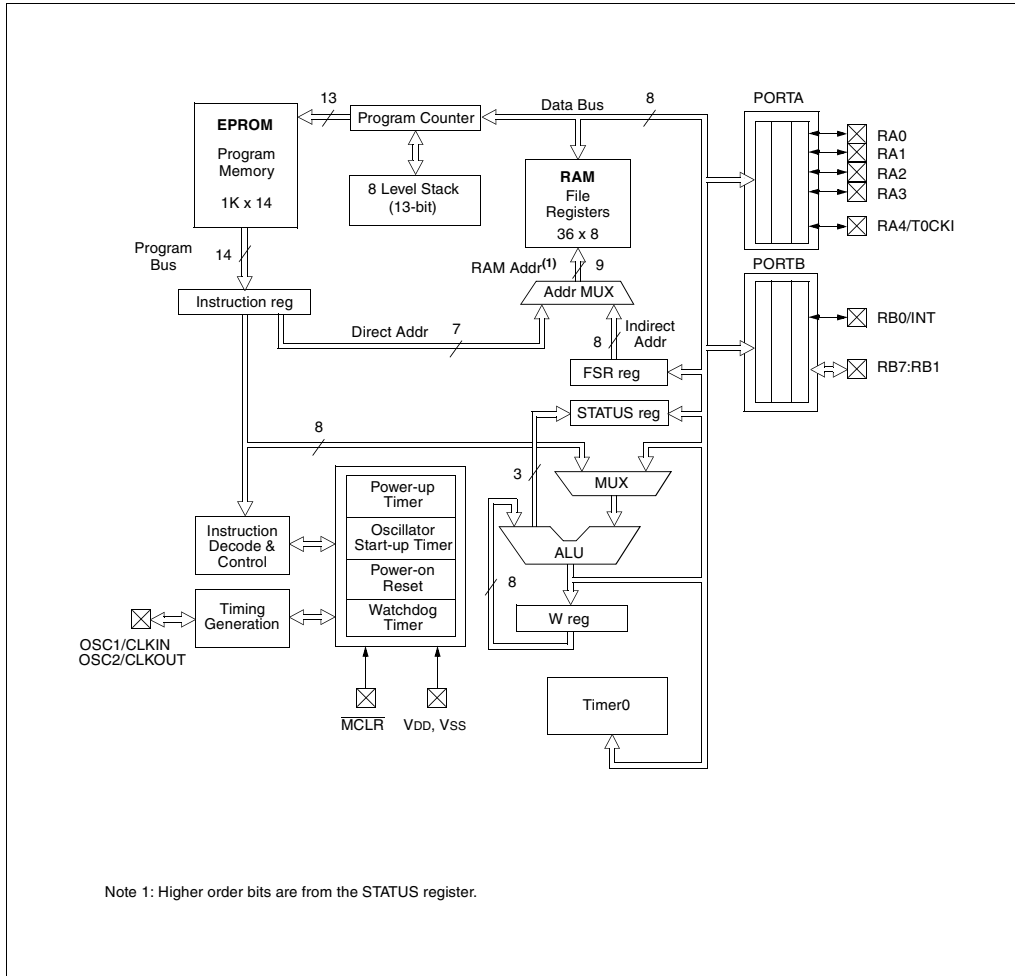 13
Data Bus
8
PORTA
EPROM
Program
Memory
1K x 14
Program Counter
8 Level Stack
(13-bit)
RAM
File
Registers
36 x 8
RA0
RA1
RA2
RA3
RA4/T0CKI
Program
Bus
14
RAM Addr(1)
9
PORTB
Instruction reg
Addr MUX
Direct Addr
7
8
Indirect
Addr
RB0/INT
FSR reg
RB7:RB1
STATUS reg
8
3
MUX
Power-up
Timer
Oscillator
Start-up Timer
Power-on
Reset
Watchdog
Timer
Instruction
Decode &
Control
ALU
8
Timing
Generation
W reg
OSC1/CLKIN
OSC2/CLKOUT
MCLR
VDD, VSS
Timer0
Note 1: Higher order bits are from the STATUS register.